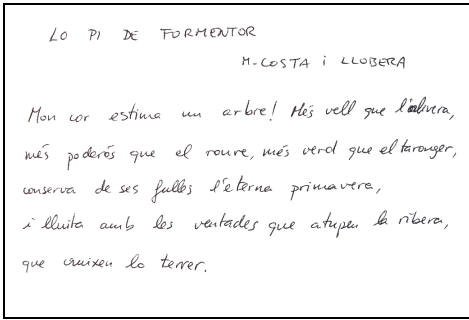 LO PI DE FORMENTOR
M. COSTA i LLOBERA
Mon cor estima un arbre! Més vell que l'olivera,
més poderós que el roure, més verd que el taronger,
conserva de ses fulles l'eterna primavera,
i lluita amb les ventades que atupen la ribera,
que cruixen lo terrer.